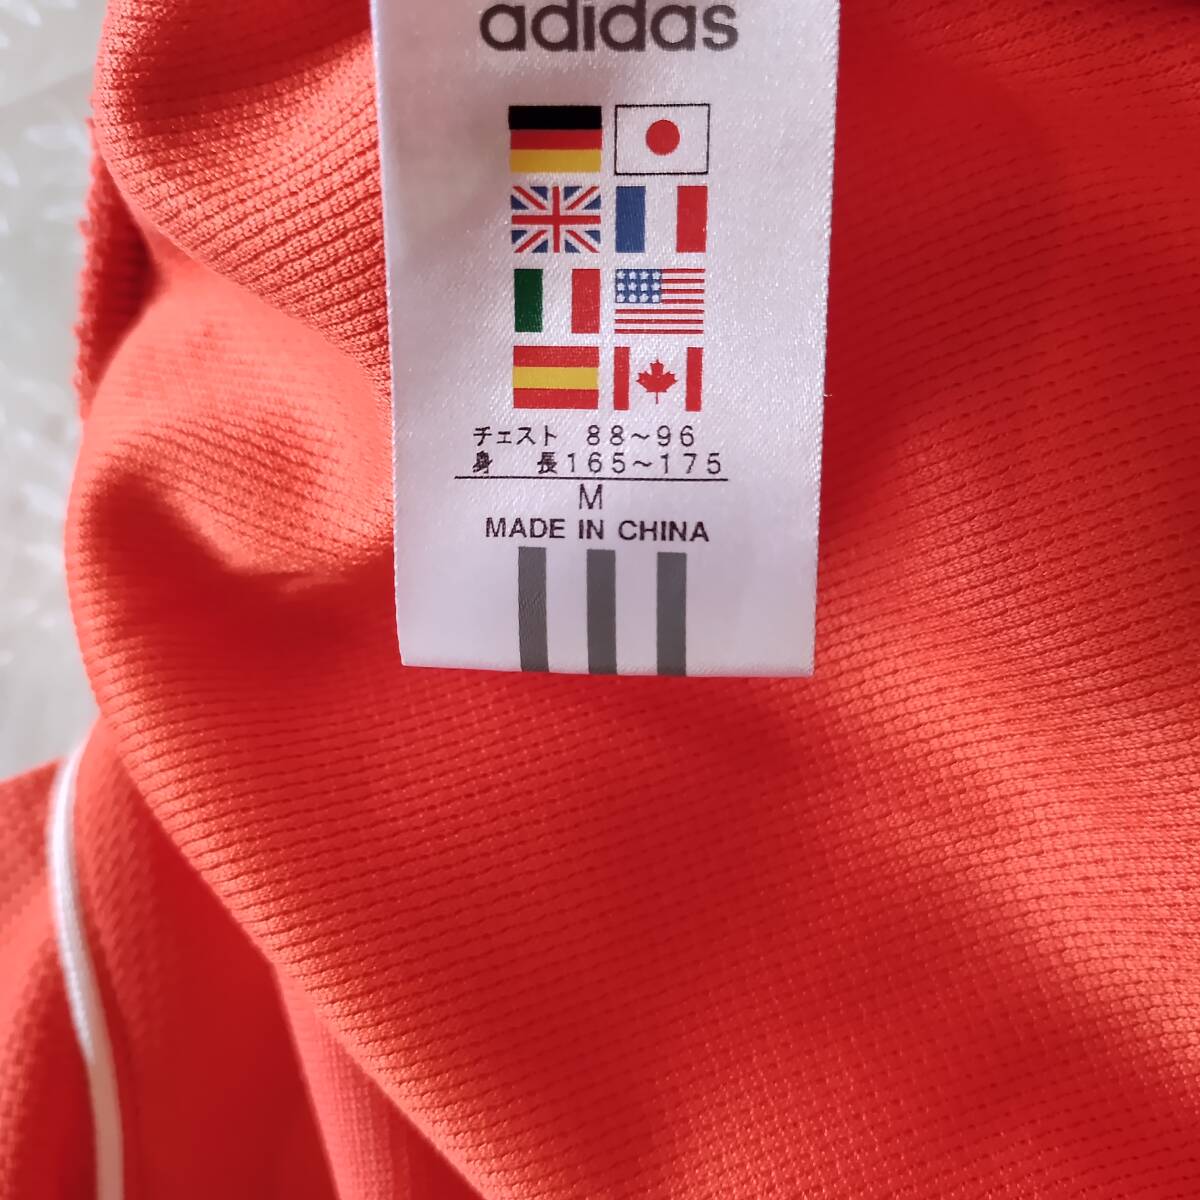 adidas
チェスト 88～96
身 長165～175
M
MADE IN CHINA